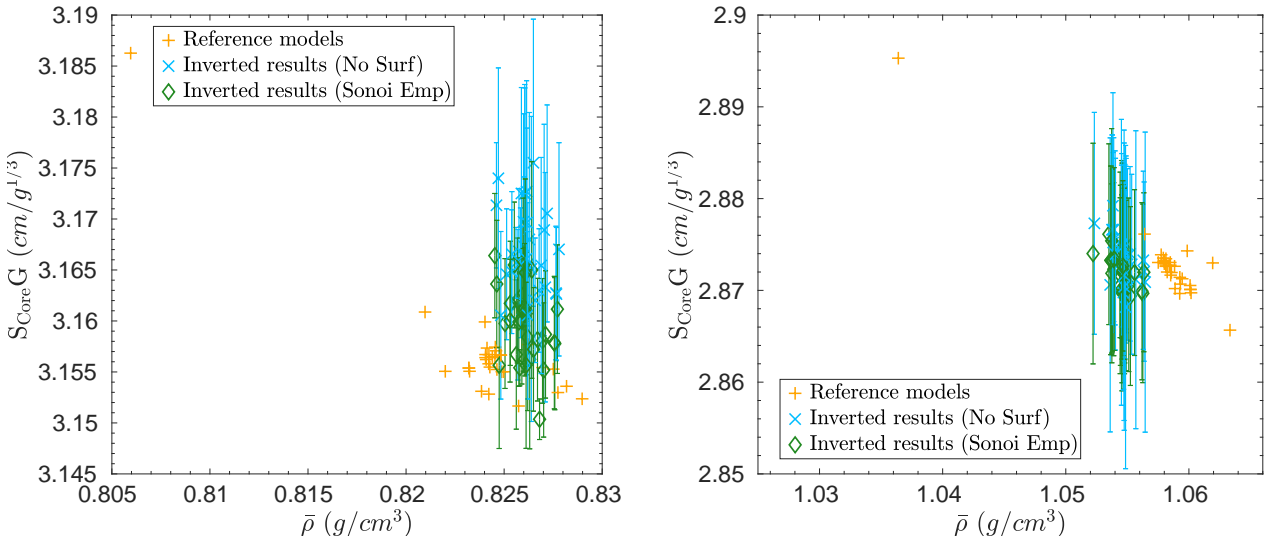 3.19
3.185
3.18
3.175
3.17
3.165
3.16
3.155
3.15
3.145
S_Core G (cm/g^1/3)
Reference models
Inverted results (No Surf)
Inverted results (Sonoi Emp)
0.805 0.81 0.815 0.82 0.825 0.83
ρ̄ (g/cm³)
2.9
2.89
2.88
2.87
2.86
2.85
S_Core G (cm/g^1/3)
Reference models
Inverted results (No Surf)
Inverted results (Sonoi Emp)
1.03 1.04 1.05 1.06
ρ̄ (g/cm³)